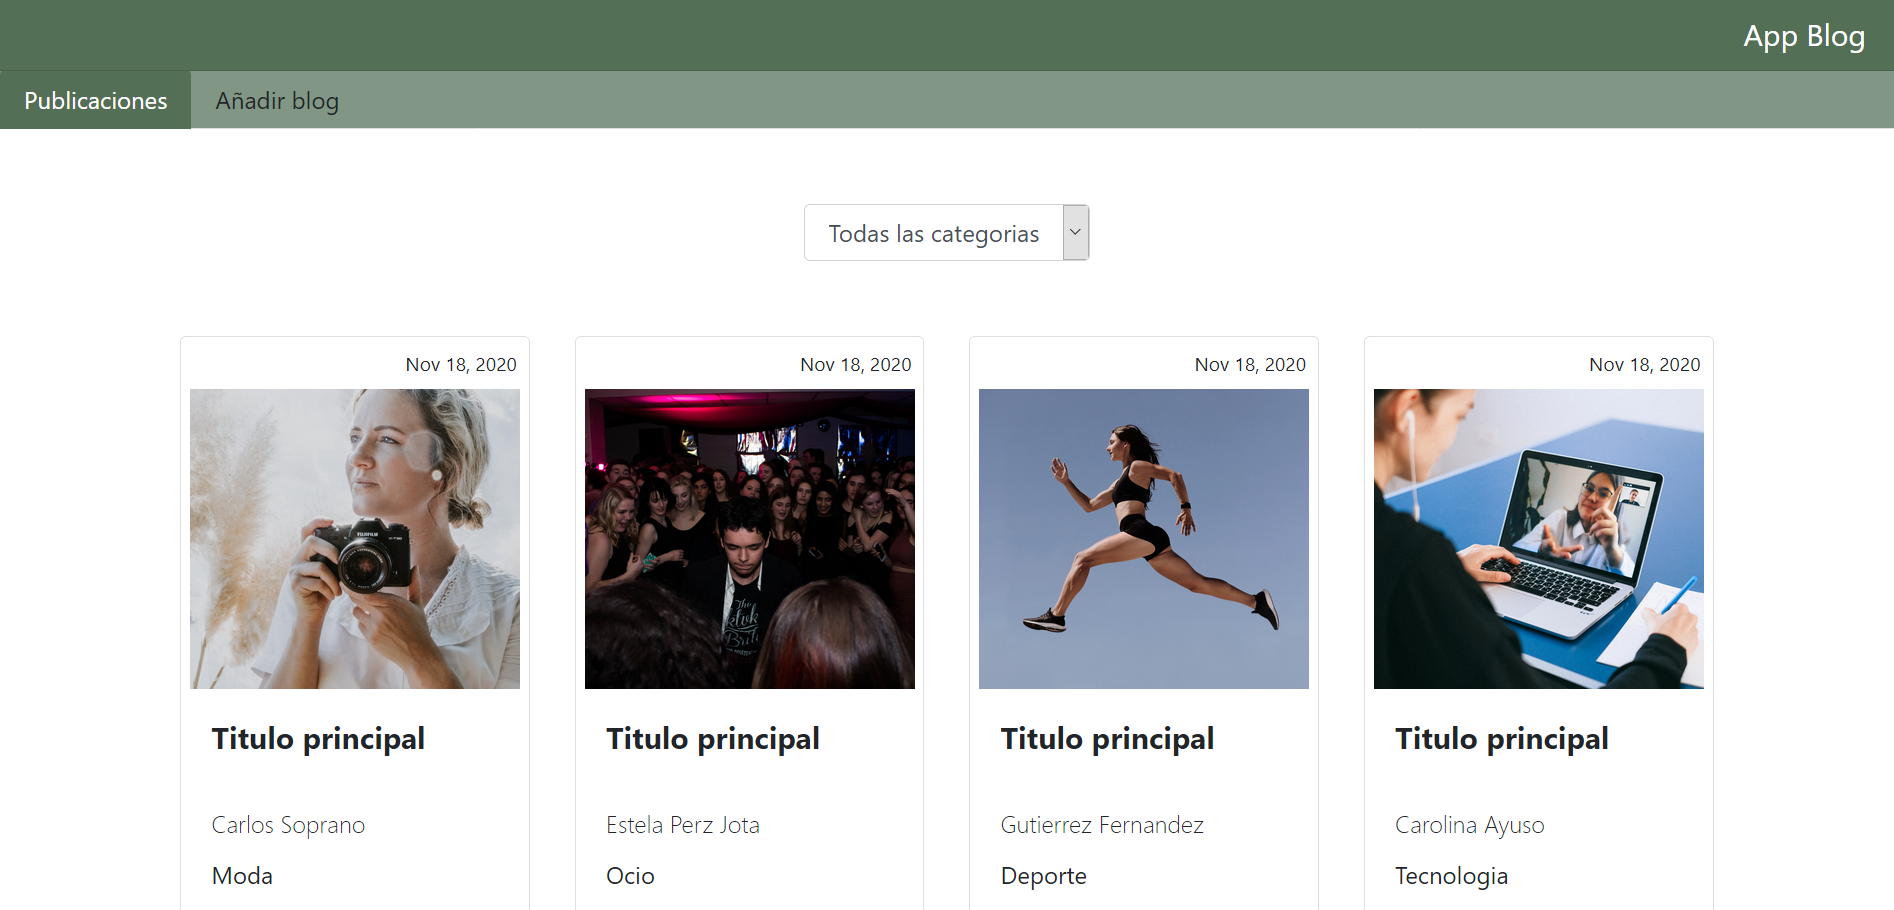 App Blog
Publicaciones
Añadir blog
Todas las categorias
Nov 18, 2020
Nov 18, 2020
Nov 18, 2020
Nov 18, 2020
FUJIFILM
The
Titulo principal
Titulo principal
Titulo principal
Titulo principal
Carlos Soprano
Estela Perz Jota
Gutierrez Fernandez
Carolina Ayuso
Moda
Ocio
Deporte
Tecnologia